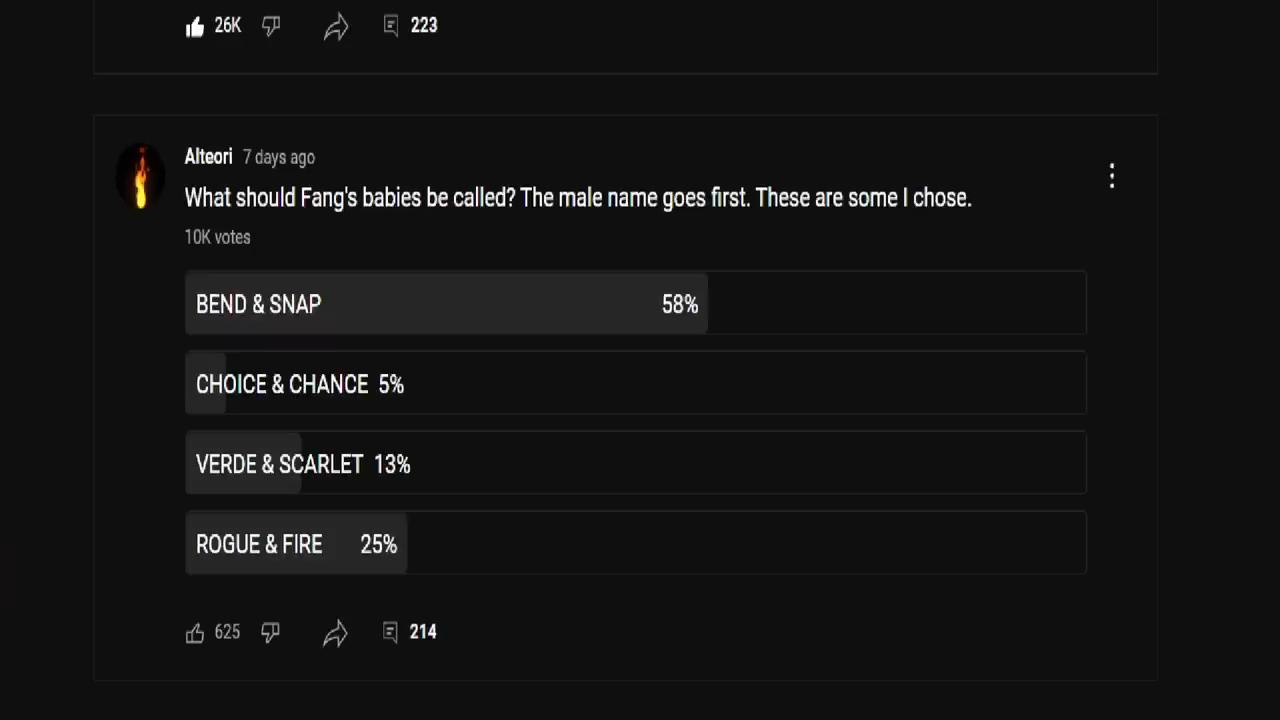 26K 223
Alteori 7 days ago
What should Fang's babies be called? The male name goes first. These are some I chose.
10K votes
BEND & SNAP 58%
CHOICE & CHANCE 5%
VERDE & SCARLET 13%
ROGUE & FIRE 25%
625 214